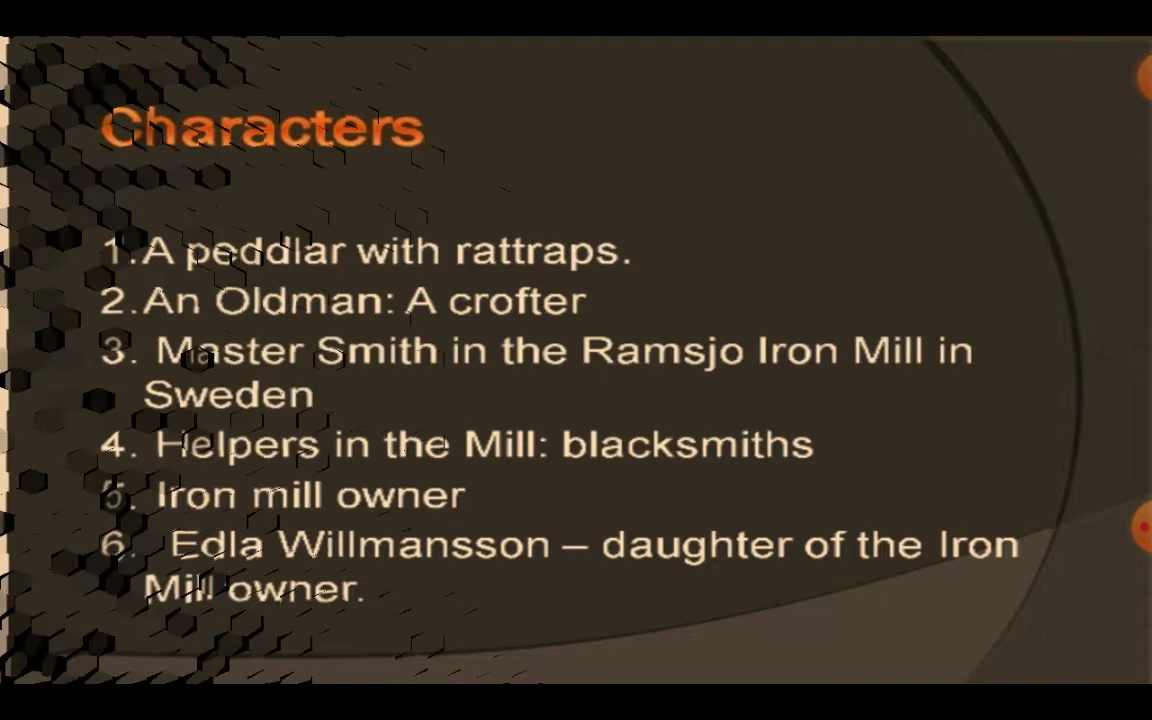 Characters
1.A peddlar with rattraps.
2.An Oldman: A crofter
3. Master Smith in the Ramsjo Iron Mill in
Sweden
4. Helpers in the Mill: blacksmiths
5. Iron mill owner
6. Edla Willmansson – daughter of the Iron
Mill owner.